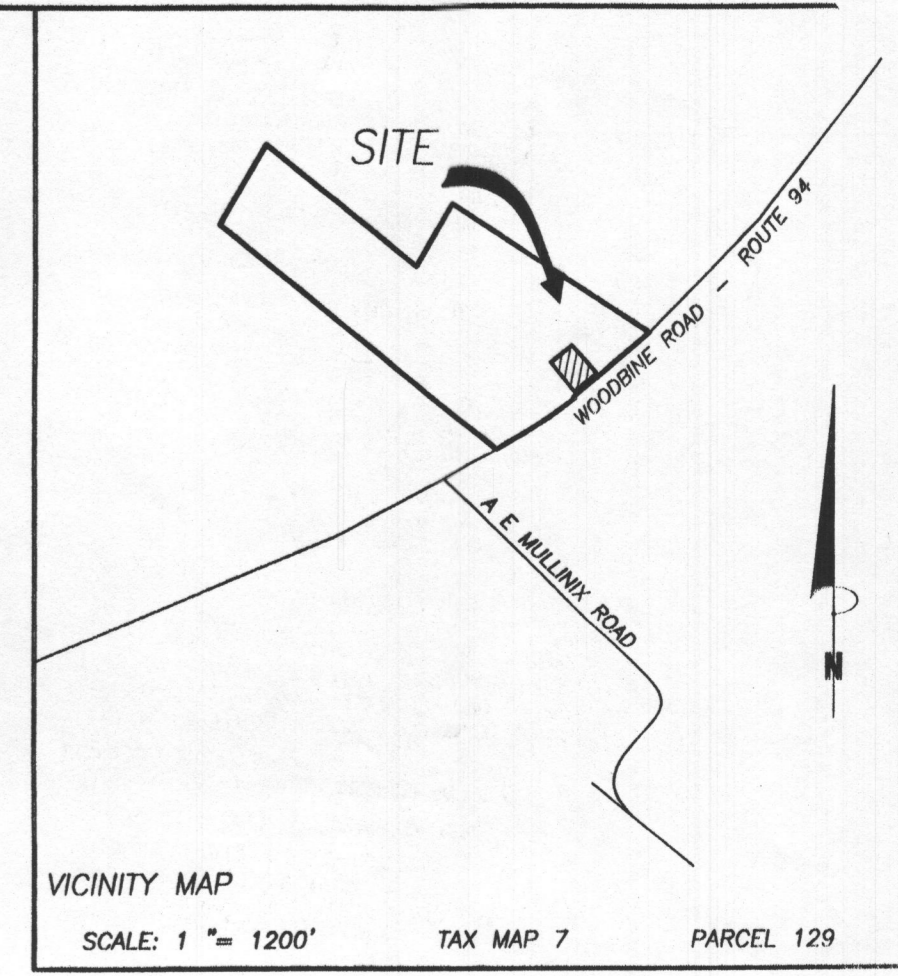 SITE
WOODBINE ROAD - ROUTE 94
A E MULLINIX ROAD
N
VICINITY MAP
SCALE: 1 "= 1200' TAX MAP 7 PARCEL 129